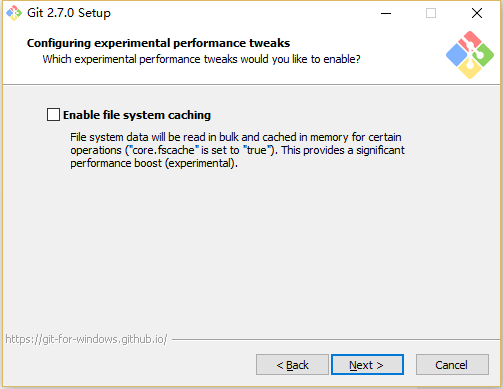 Git 2.7.0 Setup
Configuring experimental performance tweaks
Which experimental performance tweaks would you like to enable?
Enable file system caching
File system data will be read in bulk and cached in memory for certain
operations ("core.fscache" is set to "true"). This provides a significant
performance boost (experimental).
https://git-for-windows.github.io/
< Back Next > Cancel